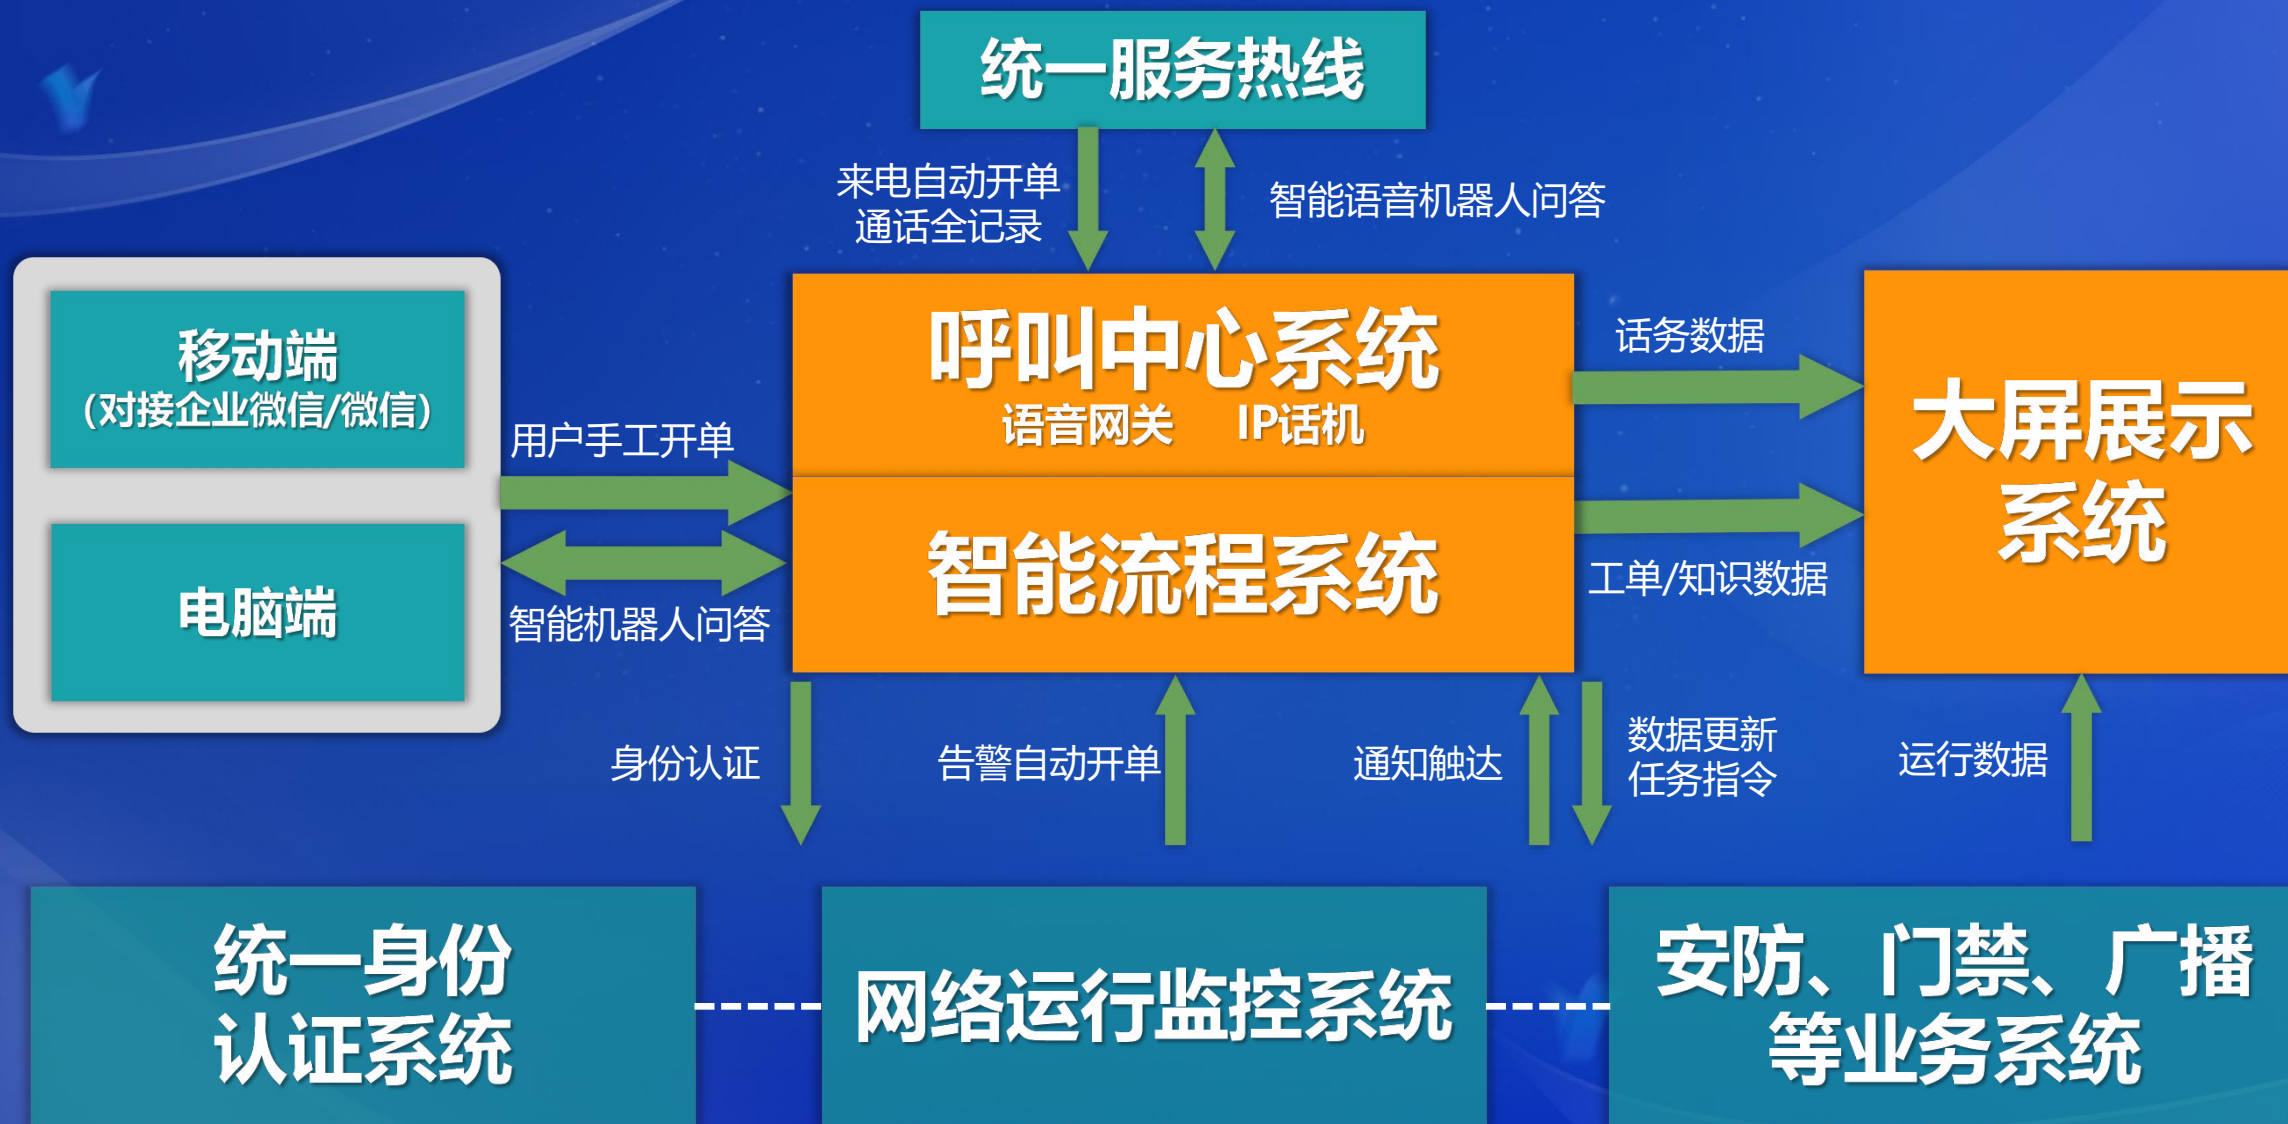 统一服务热线
来电自动开单
通话全记录
智能语音机器人问答
移动端
（对接企业微信/微信）
电脑端
用户手工开单
智能机器人问答
呼叫中心系统
语音网关 IP话机
智能流程系统
话务数据
工单/知识数据
大屏展示
系统
身份认证
告警自动开单
通知触达
数据更新
任务指令
运行数据
统一身份
认证系统
网络运行监控系统
安防、门禁、广播
等业务系统